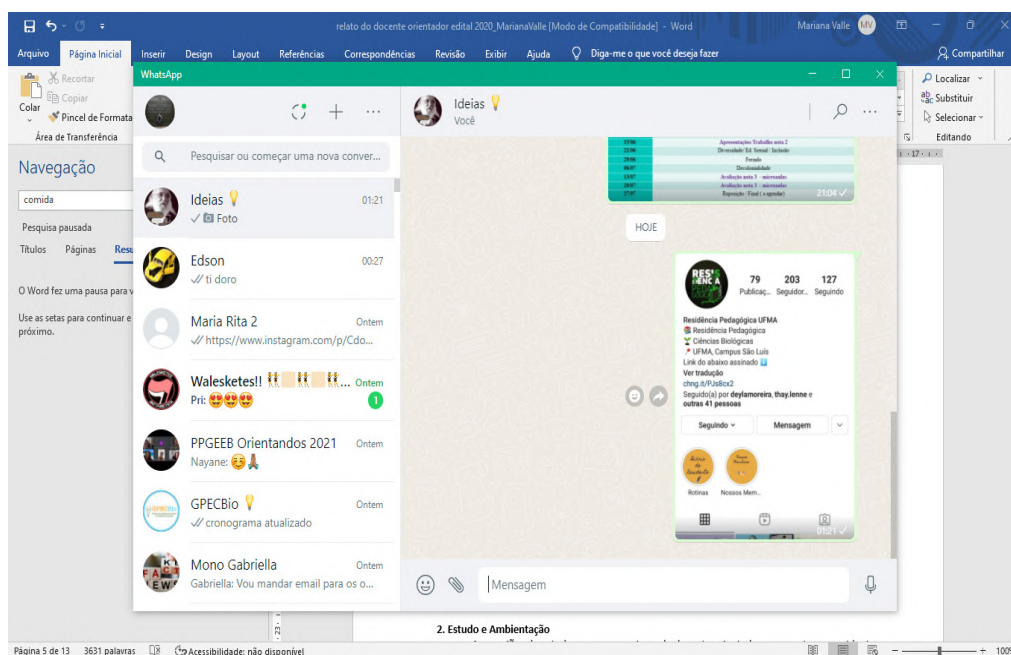 relato do docente orientador edital 2020_MarianaValle [Modo de Compatibilidade] - Word
Mariana Valle
MV
Arquivo Página Inicial Inserir Design Layout Referências Correspondências Revisão Exibir Ajuda Diga-me o que você deseja fazer Compartilhar
Colar
Recortar
Copiar
Pincel de Formata
Área de Transferência
Localizar
Substituir
Selecionar
Editando
17
Navegação
comida
Pesquisa pausada
Títulos Páginas Resu
O Word fez uma pausa para v
Use as setas para continuar e
próximo.
WhatsApp
Pesquisar ou começar uma nova conver...
Ideias 01:21
Foto
Edson 00:27
ti doro
Maria Rita 2 Ontem
https://www.instagram.com/p/Cdo...
Walesketes!! ... Ontem
Pri: 😍😍😍 1
PPGEEB Orientandos 2021 Ontem
Nayane:
GPECBio Ontem
cronograma atualizado
Mono Gabriella Ontem
Gabriella: Vou mandar email para os o...
Ideias
Você
Apresentações Trabalho nota 2
Diversidade/ Ed. Sexual / Inclusão
Feriado
Decolonialidade
Avaliação nota 3 - microaulas
Avaliação nota 3 - microaulas
Exposição / Final ( a agendar)
21:04
HOJE
79 203 127
Publicaç... Seguidor... Seguindo
Residência Pedagógica UFMA
Residência Pedagógica
Ciências Biológicas
UFMA, Campus São Luís
Link do abaixo assinado
Ver tradução
chng.it/PJs8cx2
Seguido(a) por deylamoreira, thay.lenne e
outras 41 pessoas
Seguindo Mensagem
Rotinas Nossos Mem...
01:21
Mensagem
23
2. Estudo e Ambientação
Página 5 de 13 3631 palavras Acessibilidade: não disponível 100%